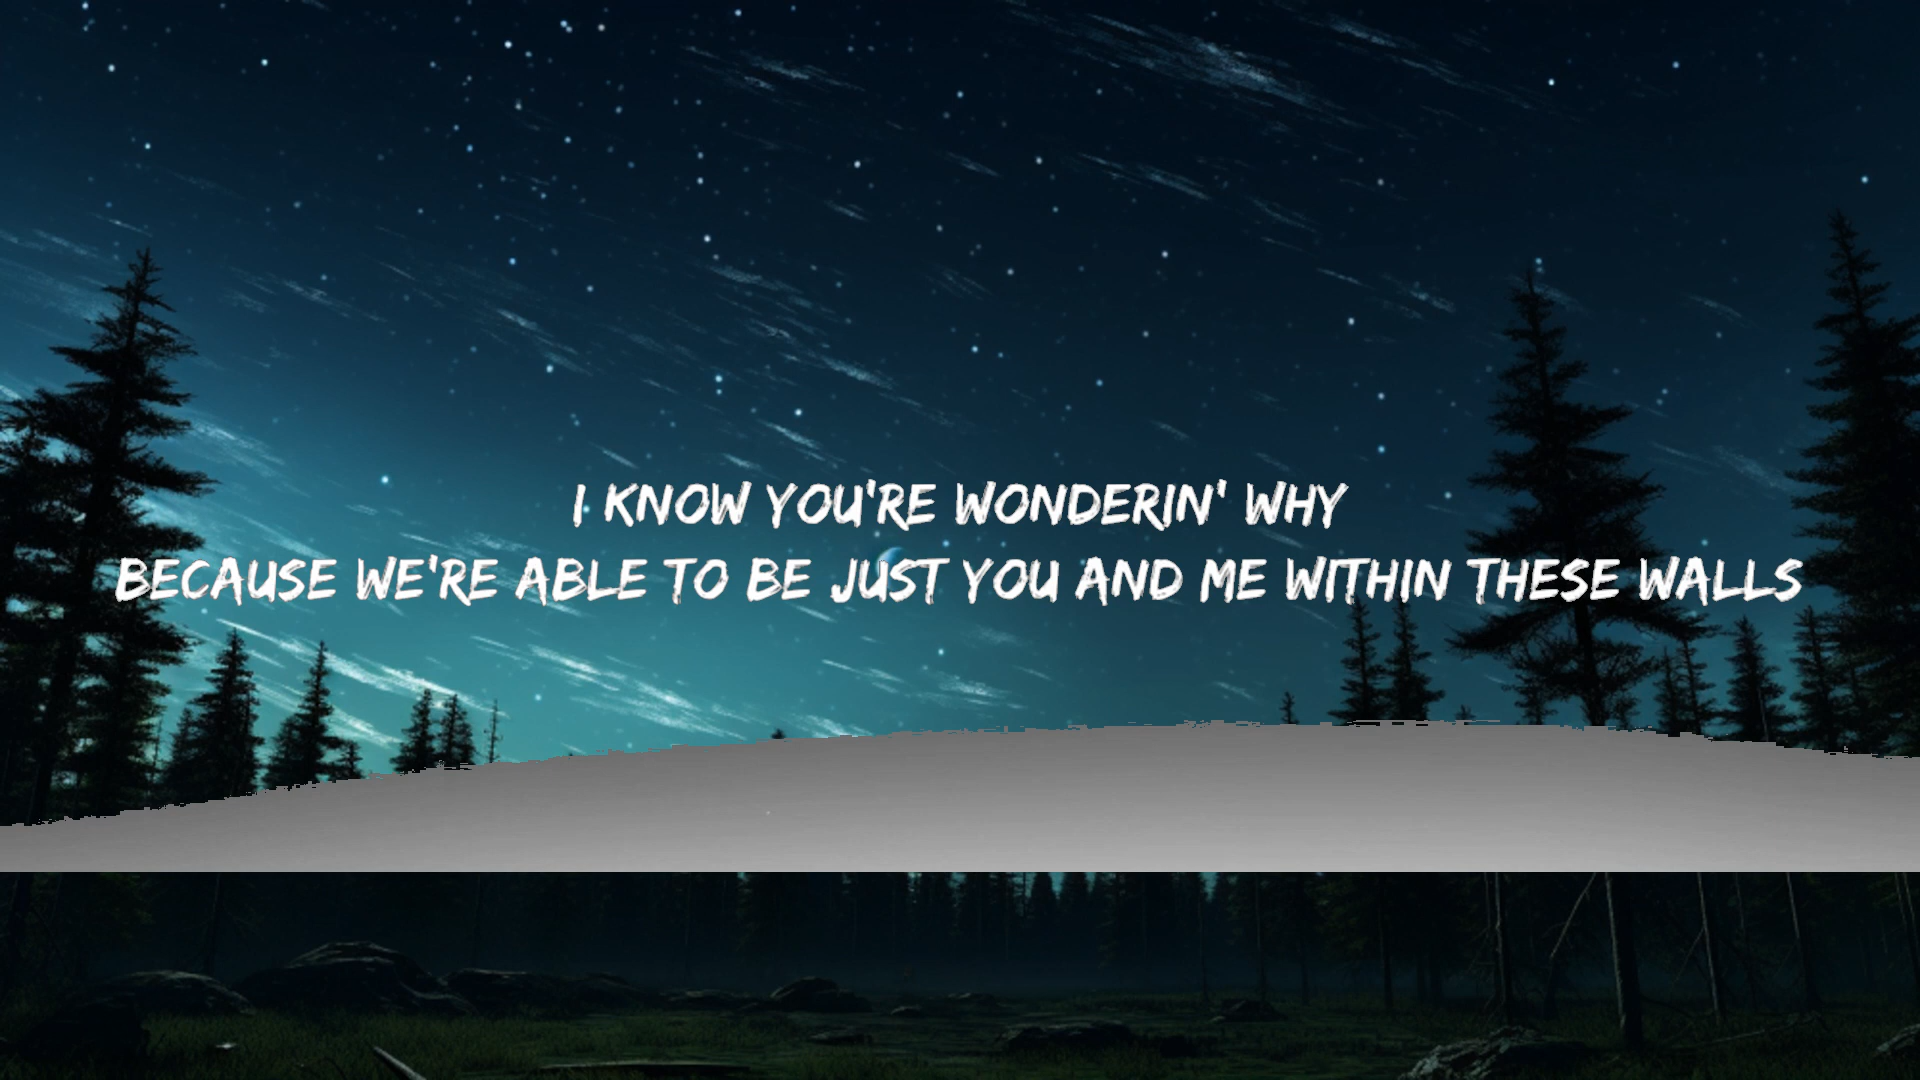 I KNOW YOU'RE WONDERIN' WHY
BECAUSE WE'RE ABLE TO BE JUST YOU AND ME WITHIN THESE WALLS